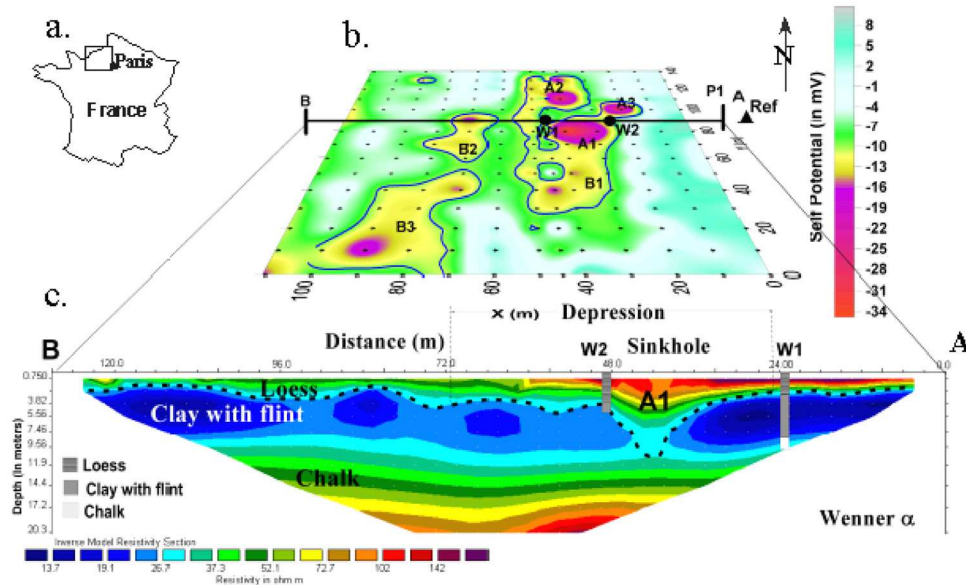 a.
Paris
France
b.
N
B
A2
A3
P1
A
Ref
W1
W2
A1
B2
B1
B3
100
80
60
40
20
0
20
40
60
80
X (m)
8
5
2
-1
-4
-7
-10
-13
-16
-19
-22
-25
-28
-31
-34
Self Potential (in mV)
c.
Depression
B
Distance (m)
W2
Sinkhole
W1
A
120.0
96.0
72.0
48.0
24.00
0.0
0.750
3.82
5.56
7.45
9.56
11.9
14.4
17.2
20.3
Depth (in meters)
Loess
A1
Clay with flint
Chalk
Loess
Clay with flint
Chalk
Wenner α
Inverse Model Resistivity Section
13.7
19.1
26.7
37.3
52.1
72.7
102
142
Resistivity in ohm m